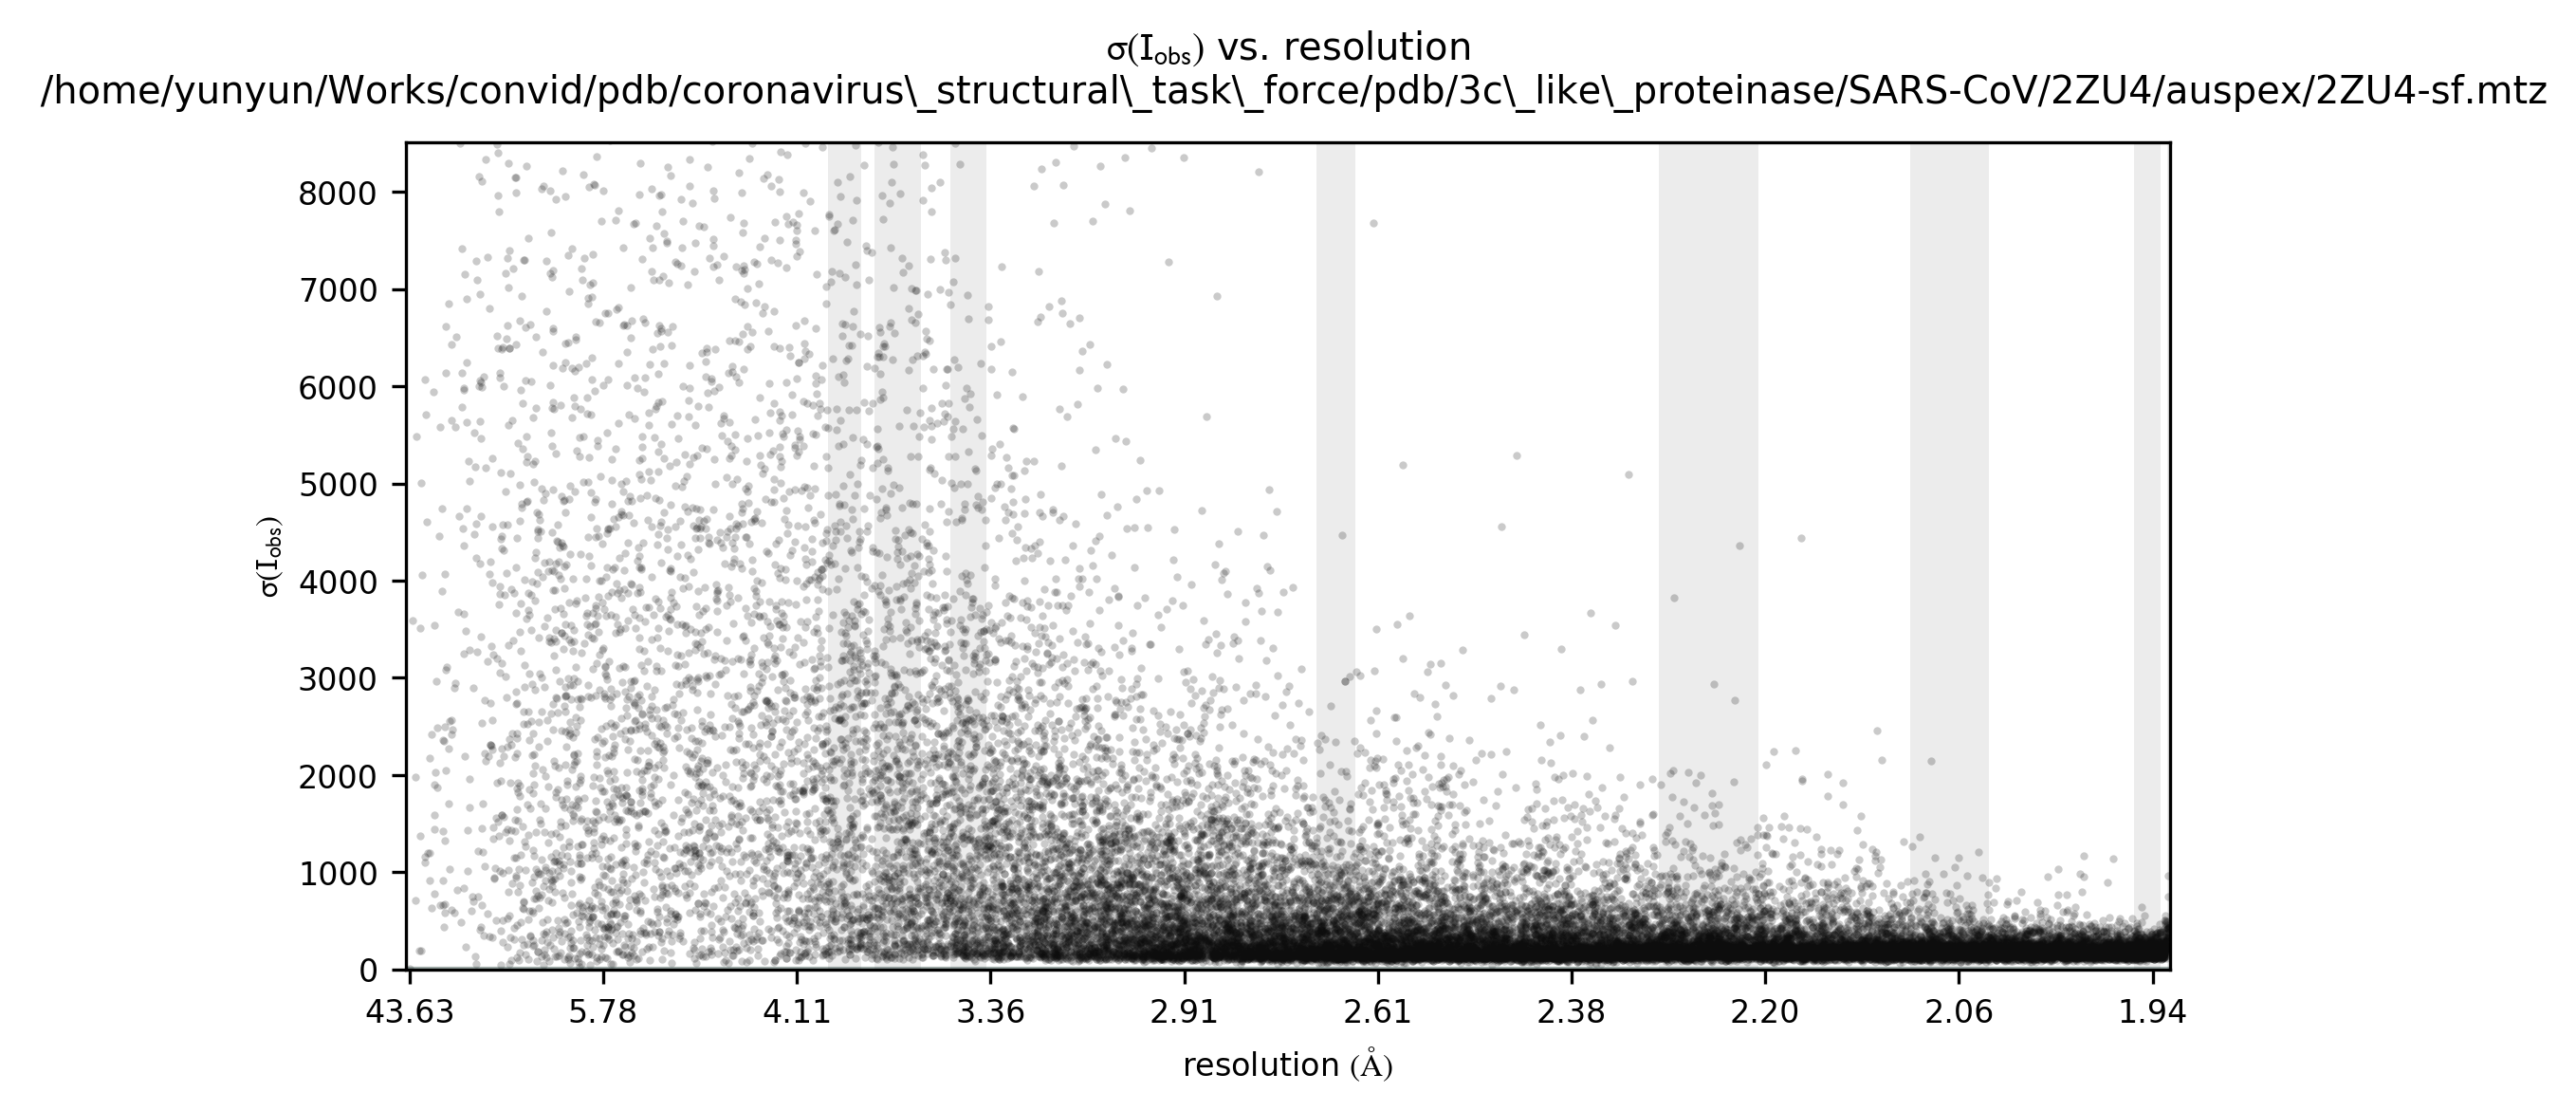 σ(Iobs) vs. resolution
/home/yunyun/Works/convid/pdb/coronavirus\_structural\_task\_force/pdb/3c\_like\_proteinase/SARS-CoV/2ZU4/auspex/2ZU4-sf.mtz
8000
7000
6000
5000
4000
3000
2000
1000
0
σ(Iobs)
43.63 5.78 4.11 3.36 2.91 2.61 2.38 2.20 2.06 1.94
resolution (Å)